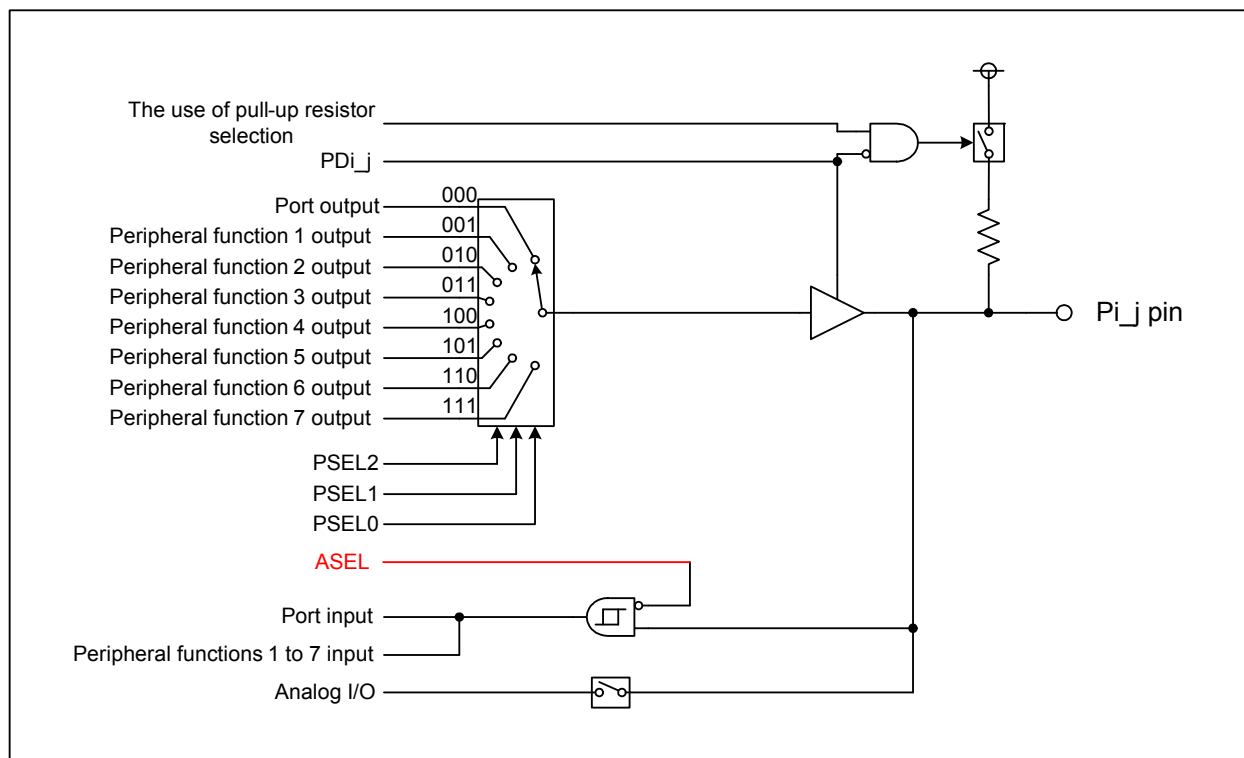 The use of pull-up resistor
selection
PDi_j
Port output 000
Peripheral function 1 output 001
Peripheral function 2 output 010
Peripheral function 3 output 011
Peripheral function 4 output 100
Peripheral function 5 output 101
Peripheral function 6 output 110
Peripheral function 7 output 111
Pi_j pin
PSEL2
PSEL1
PSEL0
ASEL
Port input
Peripheral functions 1 to 7 input
Analog I/O